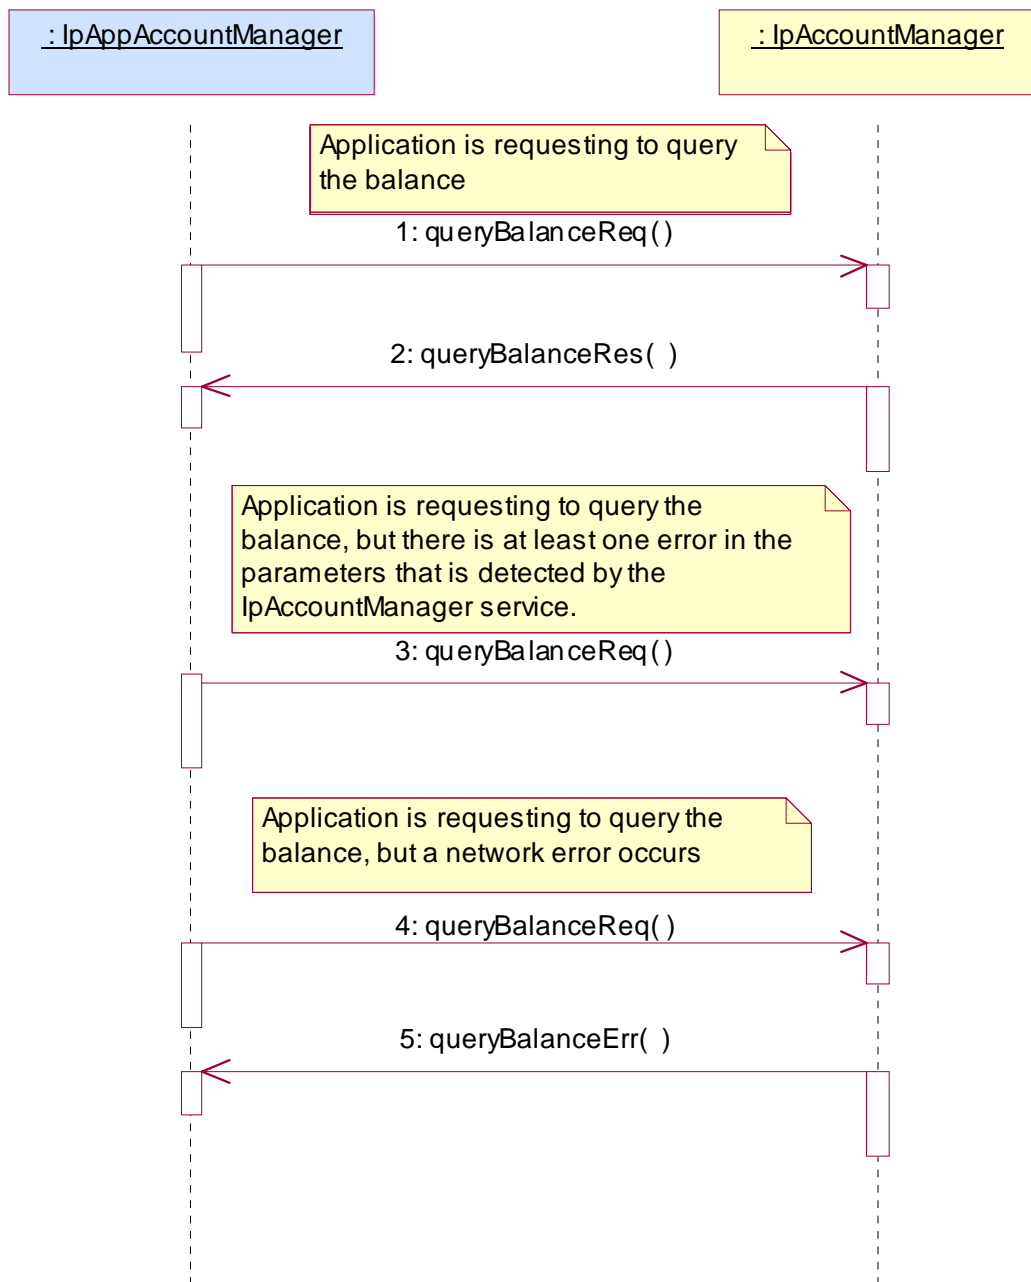 : IpAppAccountManager
: IpAccountManager
Application is requesting to query
the balance
1: queryBalanceReq()
2: queryBalanceRes( )
Application is requesting to query the
balance, but there is at least one error in the
parameters that is detected by the
IpAccountManager service.
3: queryBalanceReq()
Application is requesting to query the
balance, but a network error occurs
4: queryBalanceReq()
5: queryBalanceErr( )